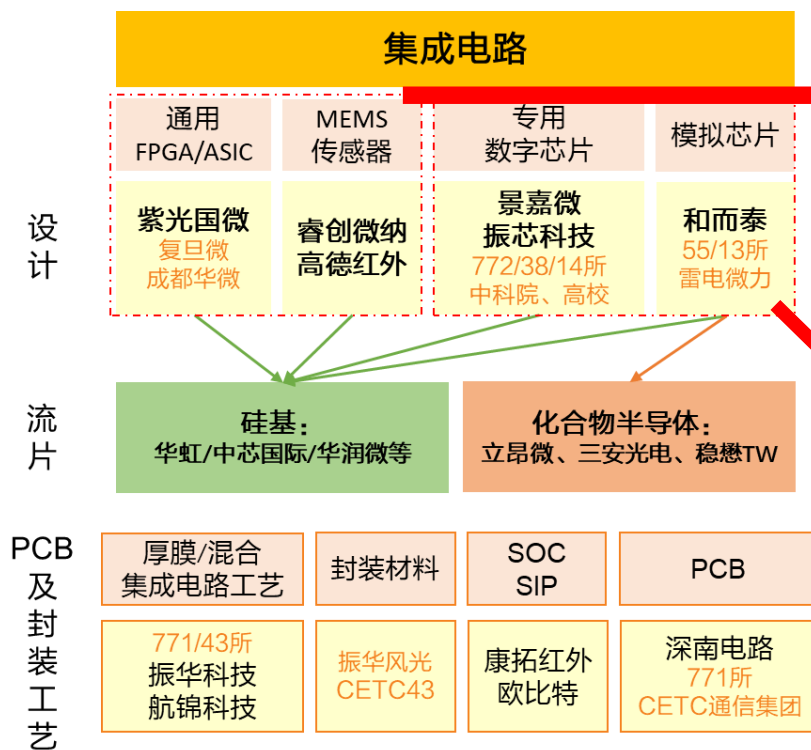 集成电路
通用
FPGA/ASIC
MEMS
传感器
专用
数字芯片
模拟芯片
设
计
紫光国微
复旦微
成都华微
睿创微纳
高德红外
景嘉微
振芯科技
772/38/14所
中科院、高校
和而泰
55/13所
雷电微力
流
片
硅基：
华虹/中芯国际/华润微等
化合物半导体：
立昂微、三安光电、稳懋TW
PCB
及
封
装
工
艺
厚膜/混合
集成电路工艺
封装材料
SOC
SIP
PCB
771/43所
振华科技
航锦科技
振华风光
CETC43
康拓红外
欧比特
深南电路
771所
CETC通信集团